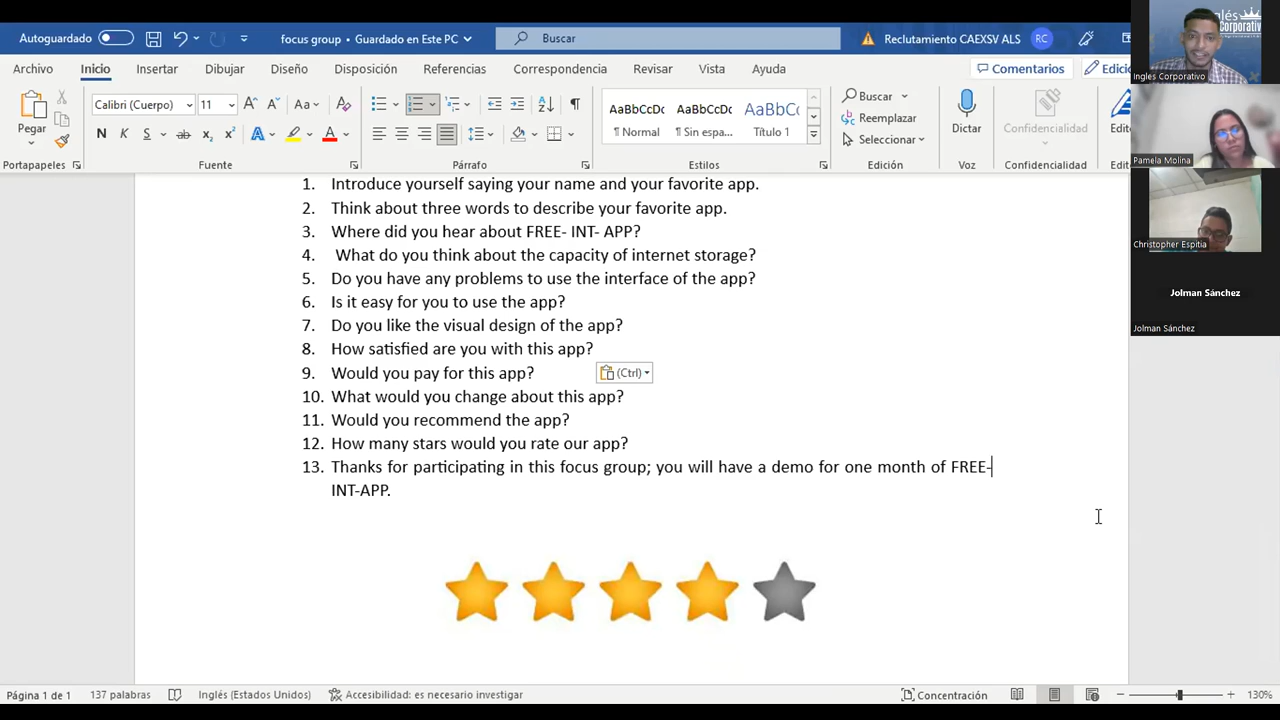 Autoguardado
focus group • Guardado en Este PC
Buscar
Reclutamiento CAEXSV ALS
RC
Archivo
Inicio
Insertar
Dibujar
Diseño
Disposición
Referencias
Correspondencia
Revisar
Vista
Ayuda
Comentarios
Edició
Pegar
Calibri (Cuerpo)
11
Aa
N
K
S
ab
x₂
x²
A
A
AaBbCcDc
AaBbCcDc
AaBbC(
¶ Normal
¶ Sin espa...
Título 1
Buscar
Reemplazar
Seleccionar
Dictar
Confidencialidad
Edito
Portapapeles
Fuente
Párrafo
Estilos
Edición
Voz
Confidencialidad
Edito
1. Introduce yourself saying your name and your favorite app.
2. Think about three words to describe your favorite app.
3. Where did you hear about FREE- INT- APP?
4. What do you think about the capacity of internet storage?
5. Do you have any problems to use the interface of the app?
6. Is it easy for you to use the app?
7. Do you like the visual design of the app?
8. How satisfied are you with this app?
9. Would you pay for this app?
(Ctrl)
10. What would you change about this app?
11. Would you recommend the app?
12. How many stars would you rate our app?
13. Thanks for participating in this focus group; you will have a demo for one month of FREE-
INT-APP.
Página 1 de 1
137 palabras
Inglés (Estados Unidos)
Accesibilidad: es necesario investigar
Concentración
130%
Ingles Corporativo
Pamela Molina
Christopher Espitia
Jolman Sánchez
Jolman Sánchez